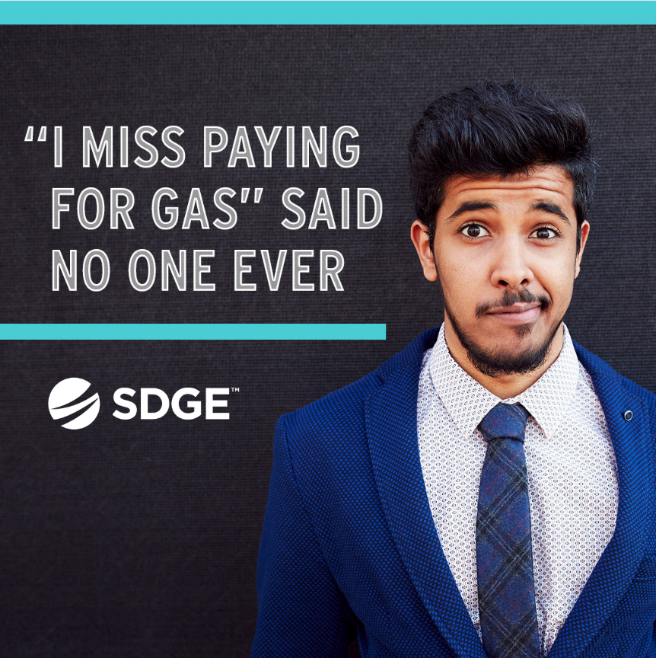 “I MISS PAYING
FOR GAS” SAID
NO ONE EVER
SDGE™